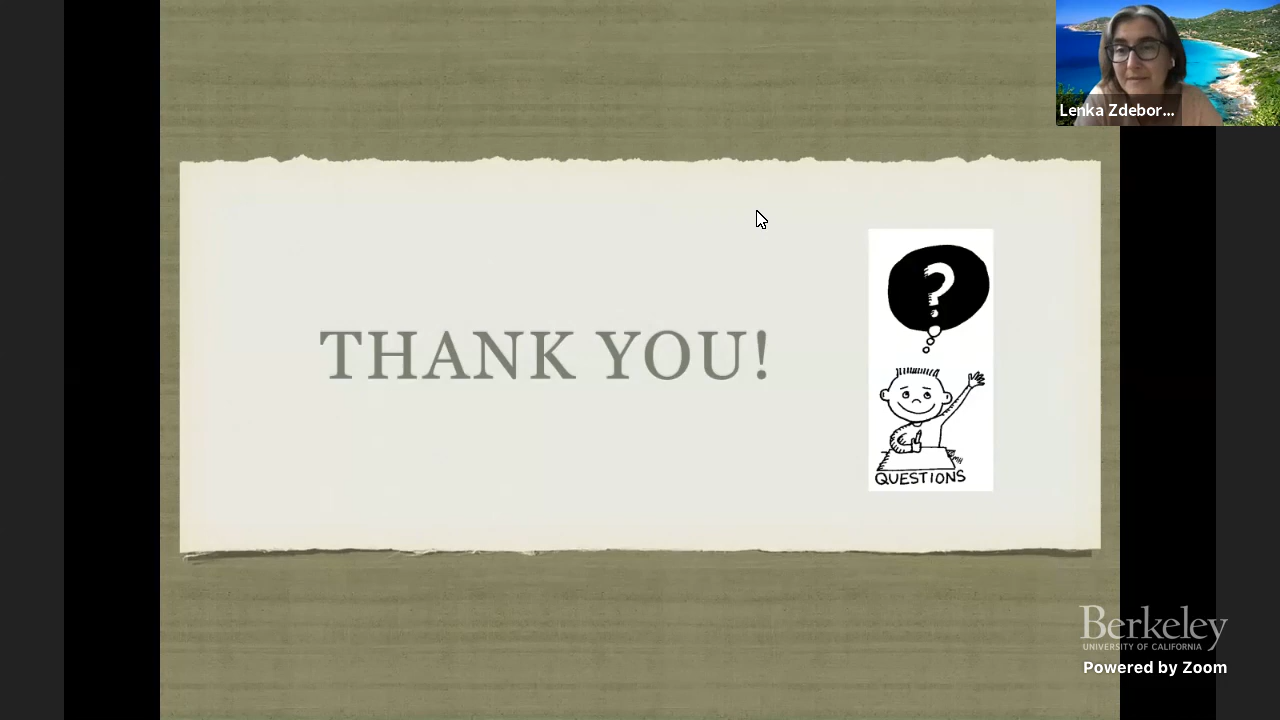 Lenka Zdebor...
THANK YOU!
?
QUESTIONS
Berkeley
UNIVERSITY OF CALIFORNIA
Powered by Zoom